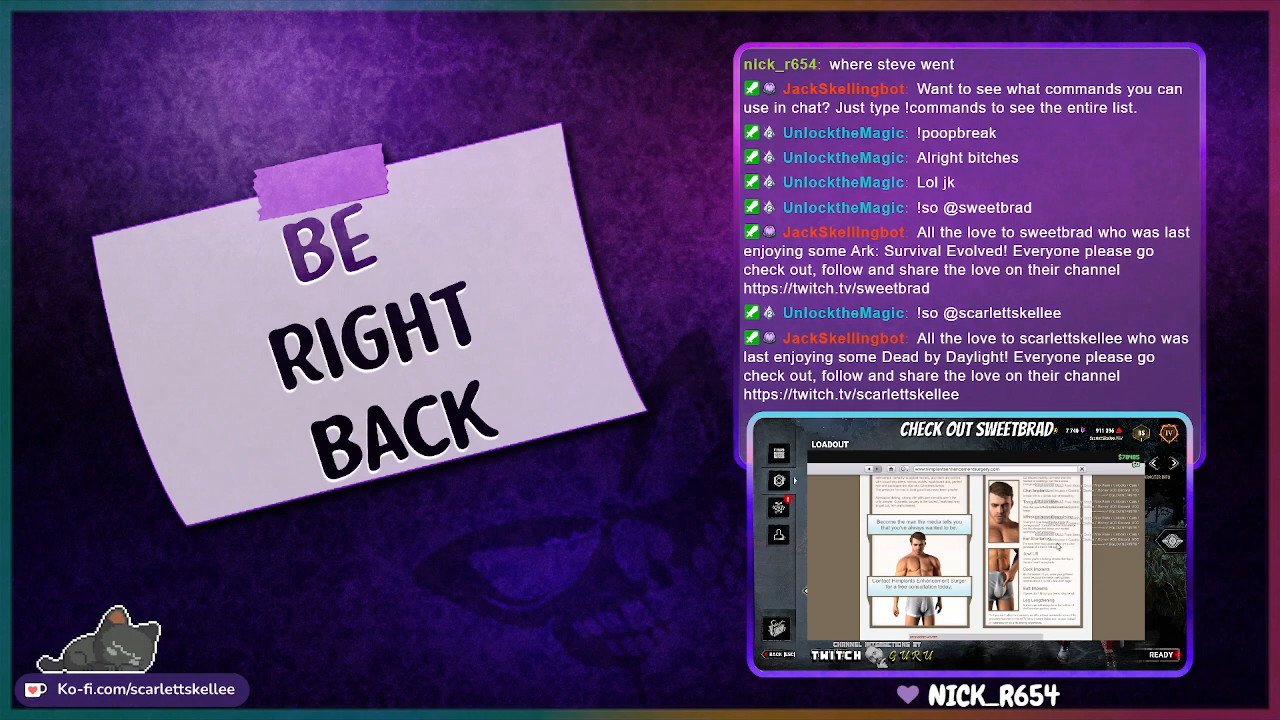 BE
RIGHT
BACK
nIck_r654: where steve went
JackSkellingbot: Want to see what commands you can
use in chat? Just type !commands to see the entire list.
UnlocktheMagic: !poopbreak
UnlocktheMagic: Alright bitches
UnlocktheMagic: Lol jk
UnlocktheMagic: !so @sweetbrad
JackSkellingbot: All the love to sweetbrad who was last
enjoying some Ark: Survival Evolved! Everyone please go
check out, follow and share the love on their channel
https://twitch.tv/sweetbrad
UnlocktheMagic: !so @scarlettskellee
JackSkellingbot: All the love to scarlettskellee who was
last enjoying some Dead by Daylight! Everyone please go
check out, follow and share the love on their channel
https://twitch.tv/scarlettskellee
CHECK OUT SWEETBRAD
LOADOUT
Become the man the media tells you
that you've always wanted to be.
Contact Himplants Enhancement Surger
for a free consultation today.
Leg Lengthening
BACK [ESC]
TWITCH GURU
READY
Ko-fi.com/scarlettskellee
NICK_R654